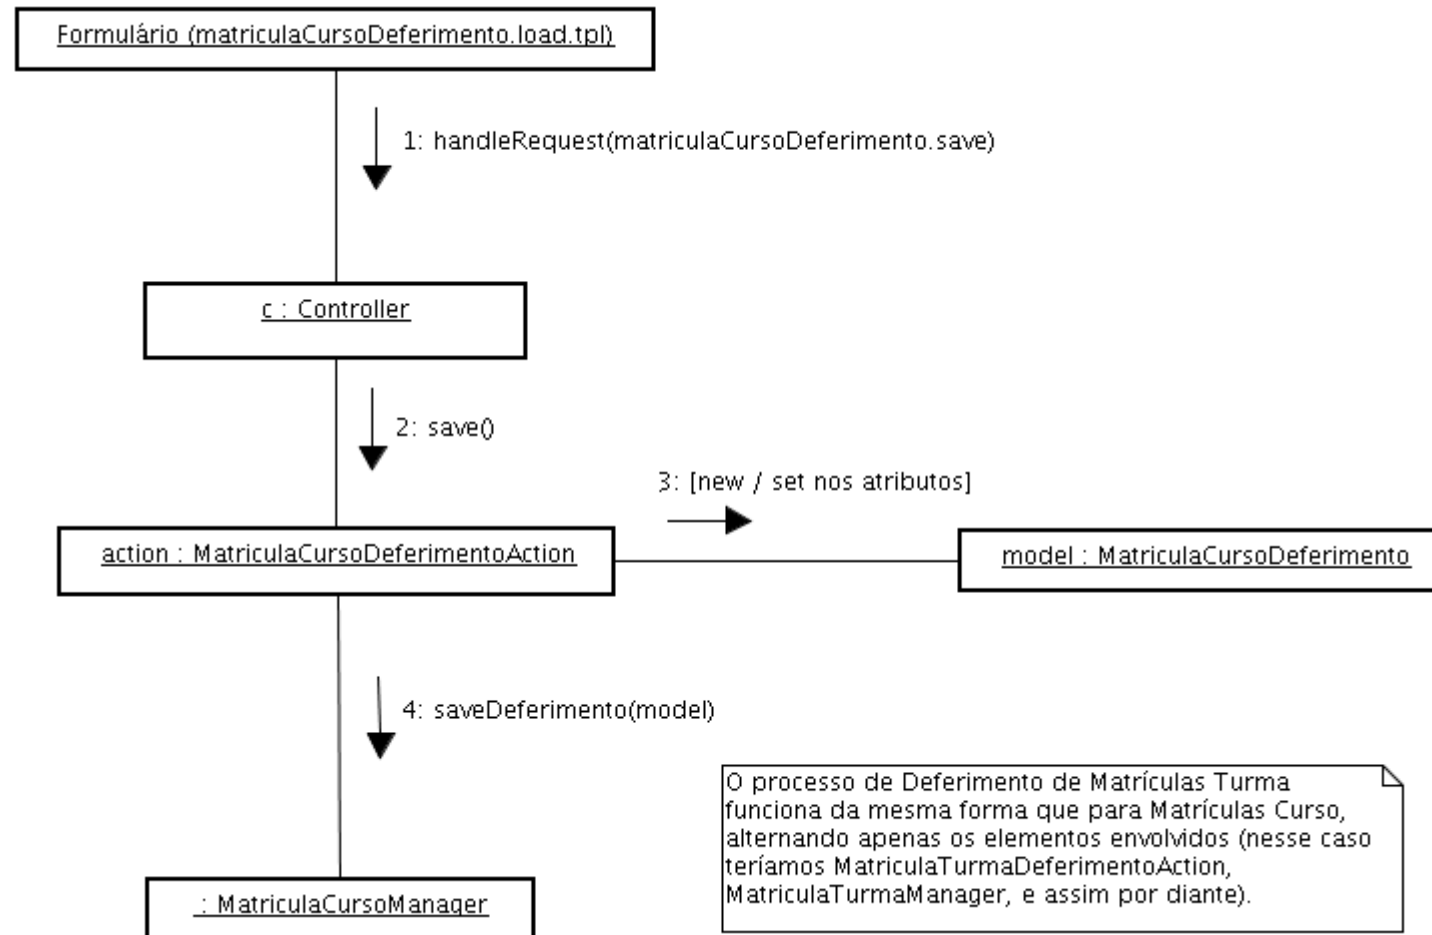 Formulário (matriculaCursoDeferimento.load.tpl)
1: handleRequest(matriculaCursoDeferimento.save)
c : Controller
2: save()
3: [new / set nos atributos]
action : MatriculaCursoDeferimentoAction
model : MatriculaCursoDeferimento
4: saveDeferimento(model)
O processo de Deferimento de Matrículas Turma
funciona da mesma forma que para Matrículas Curso,
alternando apenas os elementos envolvidos (nesse caso
teríamos MatriculaTurmaDeferimentoAction,
MatriculaTurmaManager, e assim por diante).
: MatriculaCursoManager